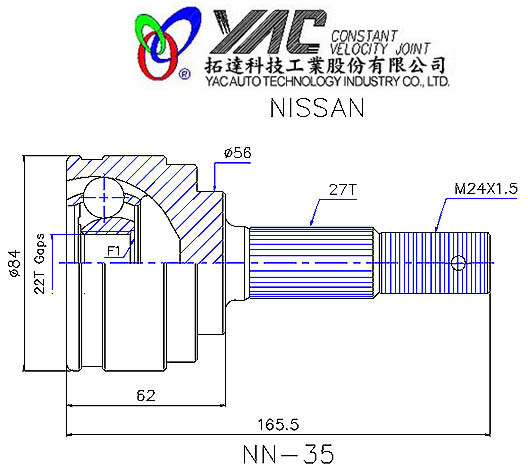 YAC CONSTANT
VELOCITY JOINT
拓達科技工業股份有限公司
YAC AUTO TECHNOLOGY INDUSTRY CO., LTD.
NISSAN
ø56
27T
M24X1.5
F1
22T Gaps
ø84
62
165.5
NN-35